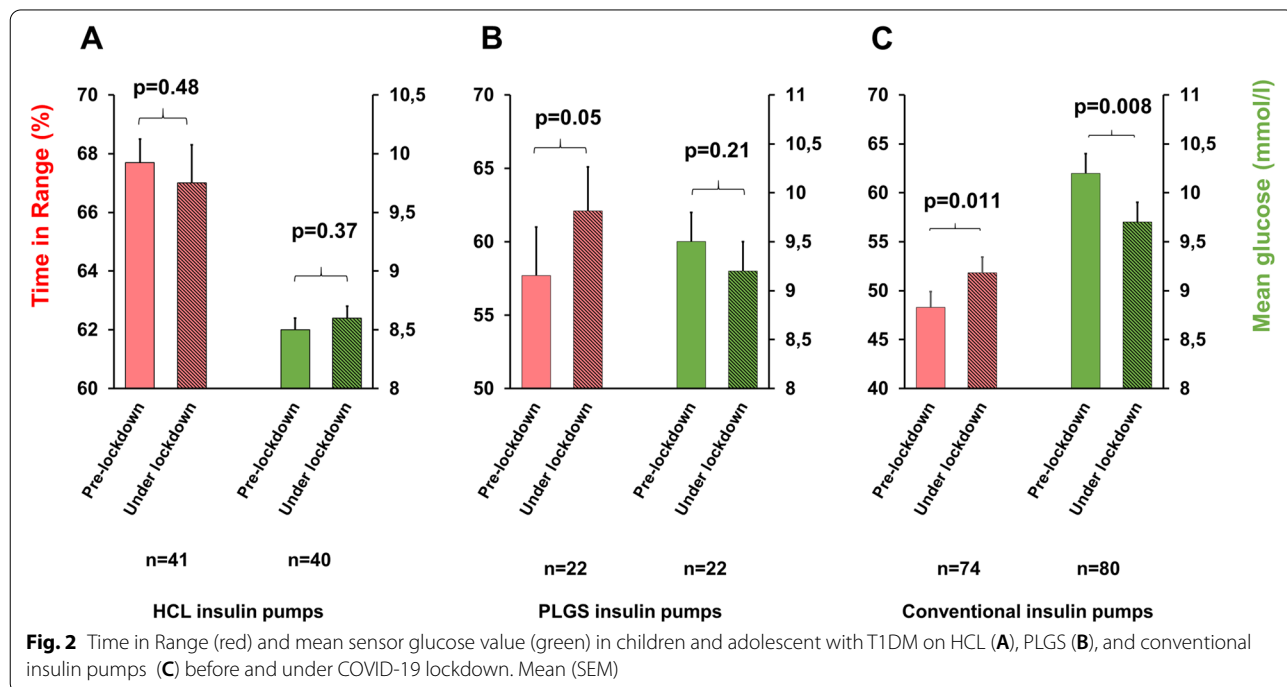 A
B
C
Time in Range (%)
Mean glucose (mmol/l)
p=0.48
p=0.37
70
68
66
64
62
60
10,5
10
9,5
9
8,5
8
Pre-lockdown
Under lockdown
Pre-lockdown
Under lockdown
n=41
n=40
HCL insulin pumps
p=0.05
p=0.21
70
65
60
55
50
11
10,5
10
9,5
9
8,5
8
Pre-lockdown
Under lockdown
Pre-lockdown
Under lockdown
n=22
n=22
PLGS insulin pumps
p=0.011
p=0.008
70
65
60
55
50
45
40
11
10,5
10
9,5
9
8,5
8
Pre-lockdown
Under lockdown
Pre-lockdown
Under lockdown
n=74
n=80
Conventional insulin pumps
Fig. 2 Time in Range (red) and mean sensor glucose value (green) in children and adolescent with T1DM on HCL (A), PLGS (B), and conventional
insulin pumps (C) before and under COVID-19 lockdown. Mean (SEM)